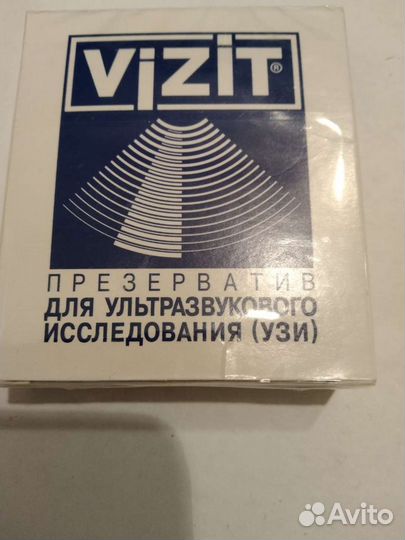 ViZiT®
ПРЕЗЕРВАТИВ
ДЛЯ УЛЬТРАЗВУКОВОГО
ИССЛЕДОВАНИЯ (УЗИ)
Avito